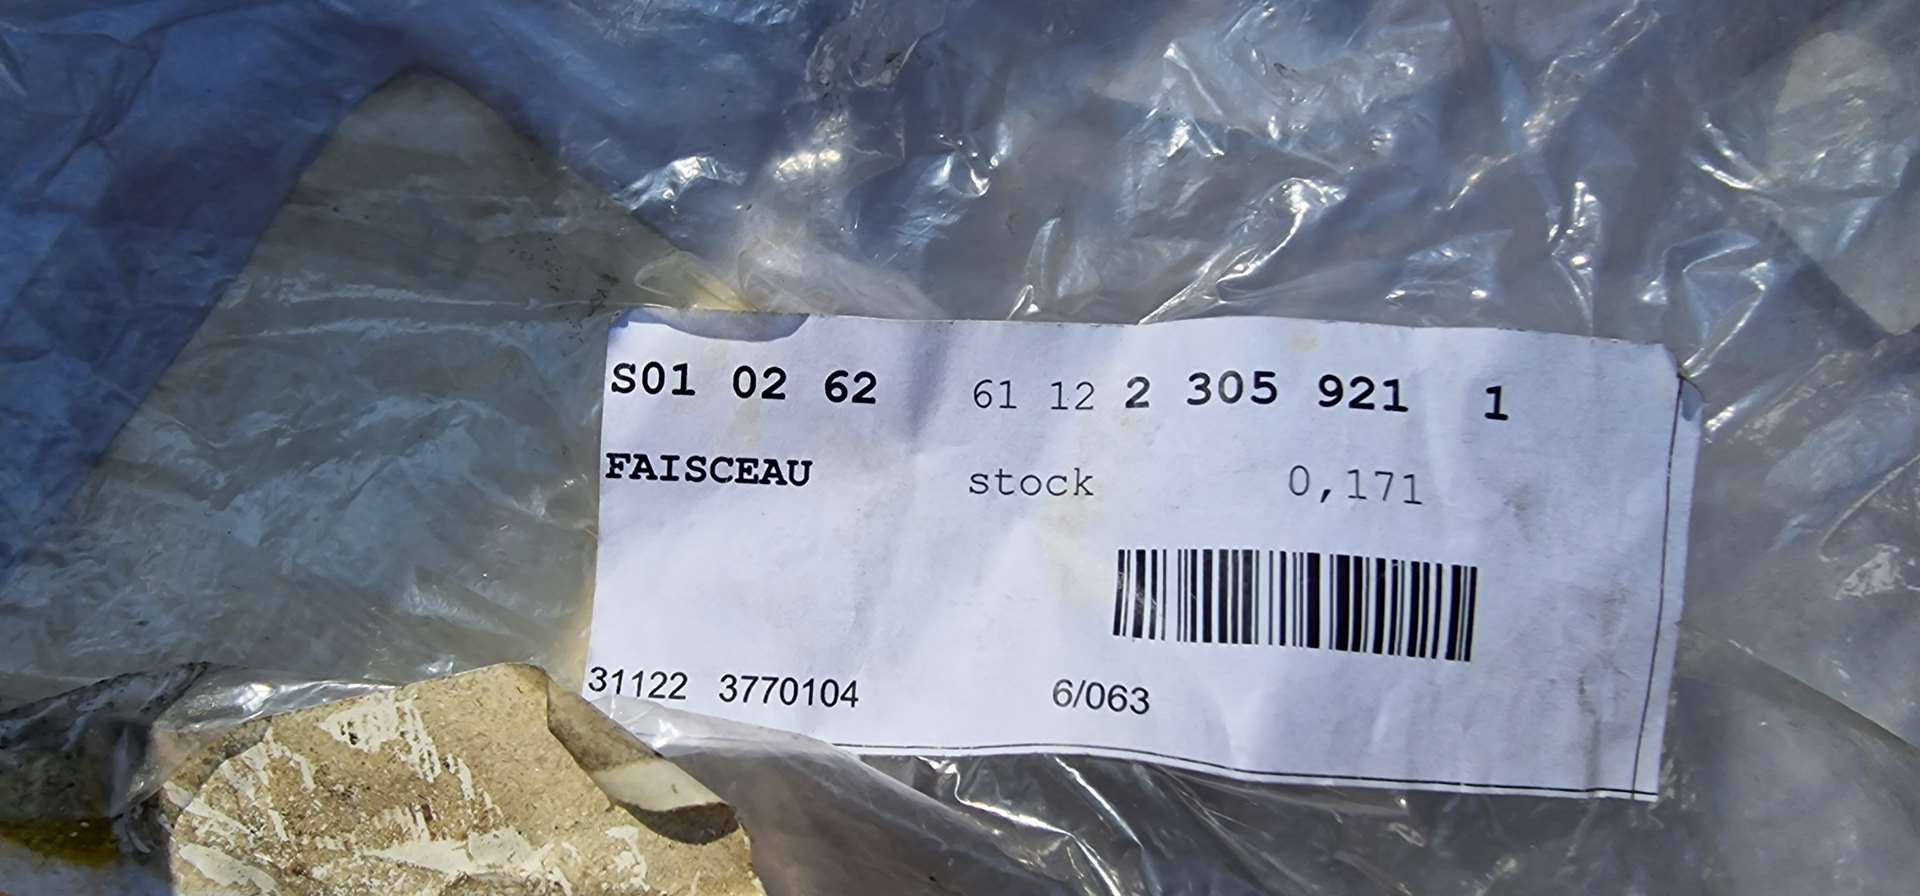 S01 02 62 61 12 2 305 921 1
FAISCEAU stock 0,171
31122 3770104 6/063